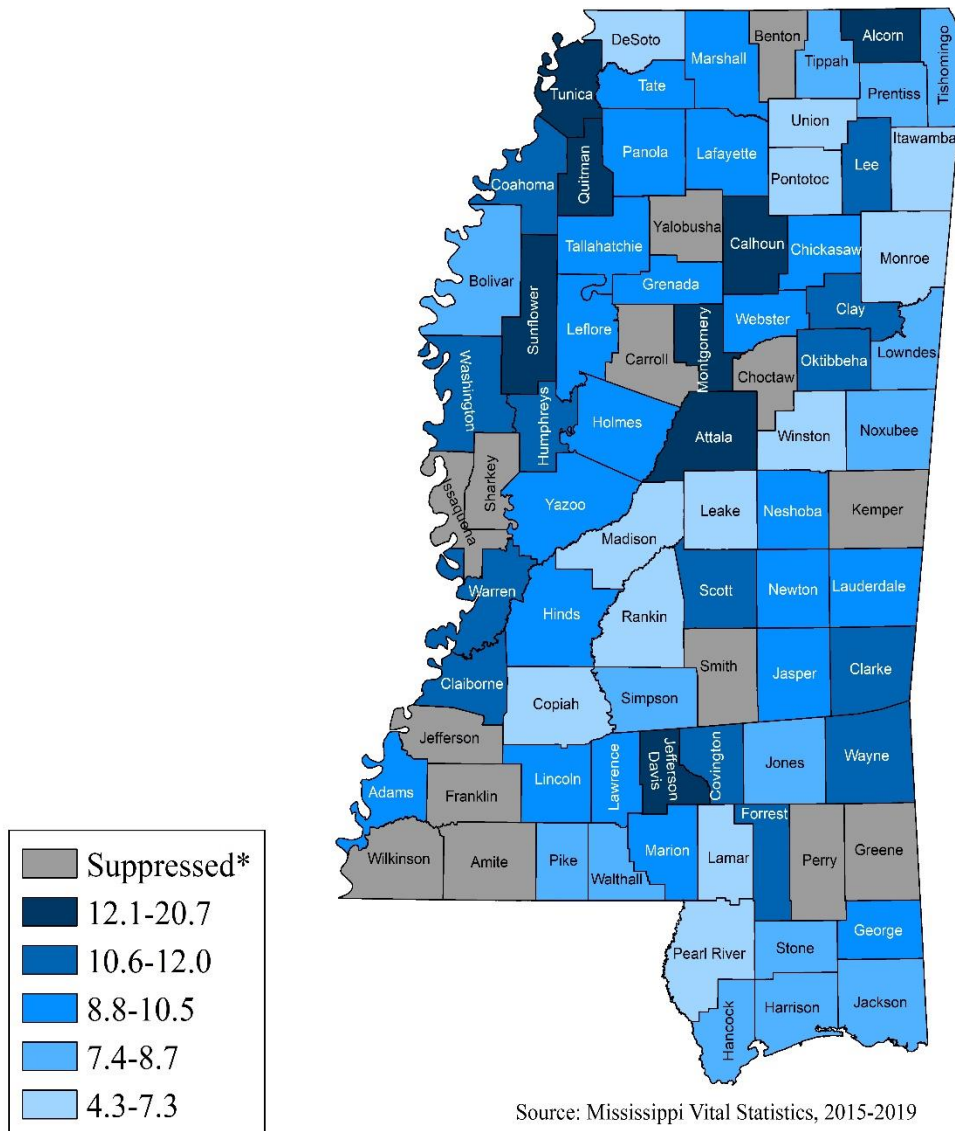 DeSoto
Benton
Alcorn
Tishomingo
Marshall
Tippah
Tate
Tunica
Prentiss
Union
Itawamba
Panola
Lafayette
Lee
Quitman
Coahoma
Pontotoc
Yalobusha
Tallahatchie
Calhoun
Chickasaw
Monroe
Bolivar
Grenada
Sunflower
Leflore
Webster
Clay
Carroll
Montgomery
Choctaw
Oktibbeha
Lowndes
Washington
Humphreys
Holmes
Attala
Winston
Noxubee
Sharkey
Issaquena
Yazoo
Leake
Neshoba
Kemper
Madison
Warren
Hinds
Rankin
Scott
Newton
Lauderdale
Smith
Jasper
Clarke
Claiborne
Copiah
Simpson
Jefferson
Jefferson
Davis
Covington
Jones
Wayne
Adams
Franklin
Lincoln
Lawrence
Forrest
Wilkinson
Amite
Pike
Walthall
Marion
Lamar
Perry
Greene
George
Pearl River
Stone
Hancock
Harrison
Jackson
Suppressed*
12.1-20.7
10.6-12.0
8.8-10.5
7.4-8.7
4.3-7.3
Source: Mississippi Vital Statistics, 2015-2019